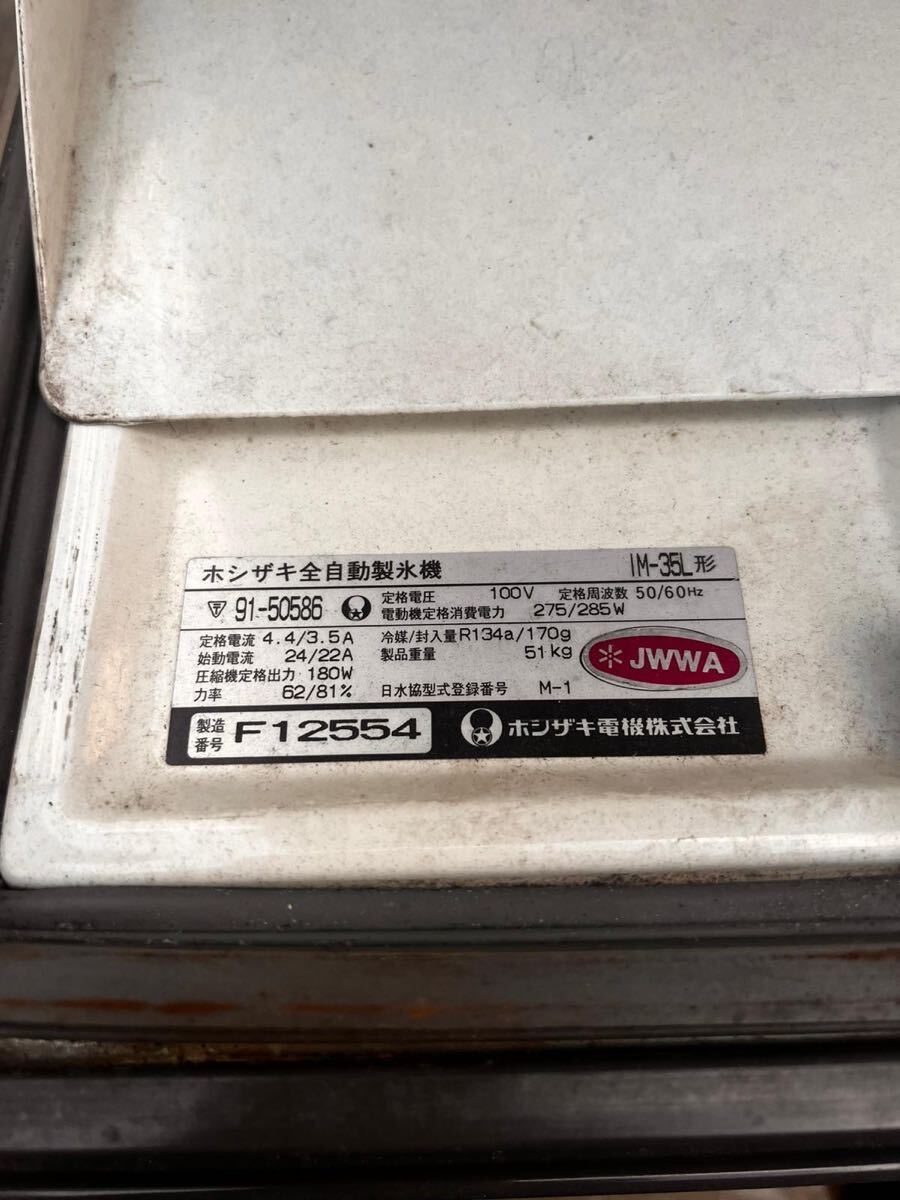 ホシザキ全自動製氷機 IM-35L形
〒 91-50586 定格電圧 100V 定格周波数 50/60Hz
電動機定格消費電力 275/285W
定格電流 4.4/3.5A 冷媒/封入量 R134a/170g
始動電流 24/22A 製品重量 51kg
圧縮機定格出力 180W
力率 62/81% 日水協型式登録番号 M-1
JWWA
製造番号 F12554 ホシザキ電機株式会社